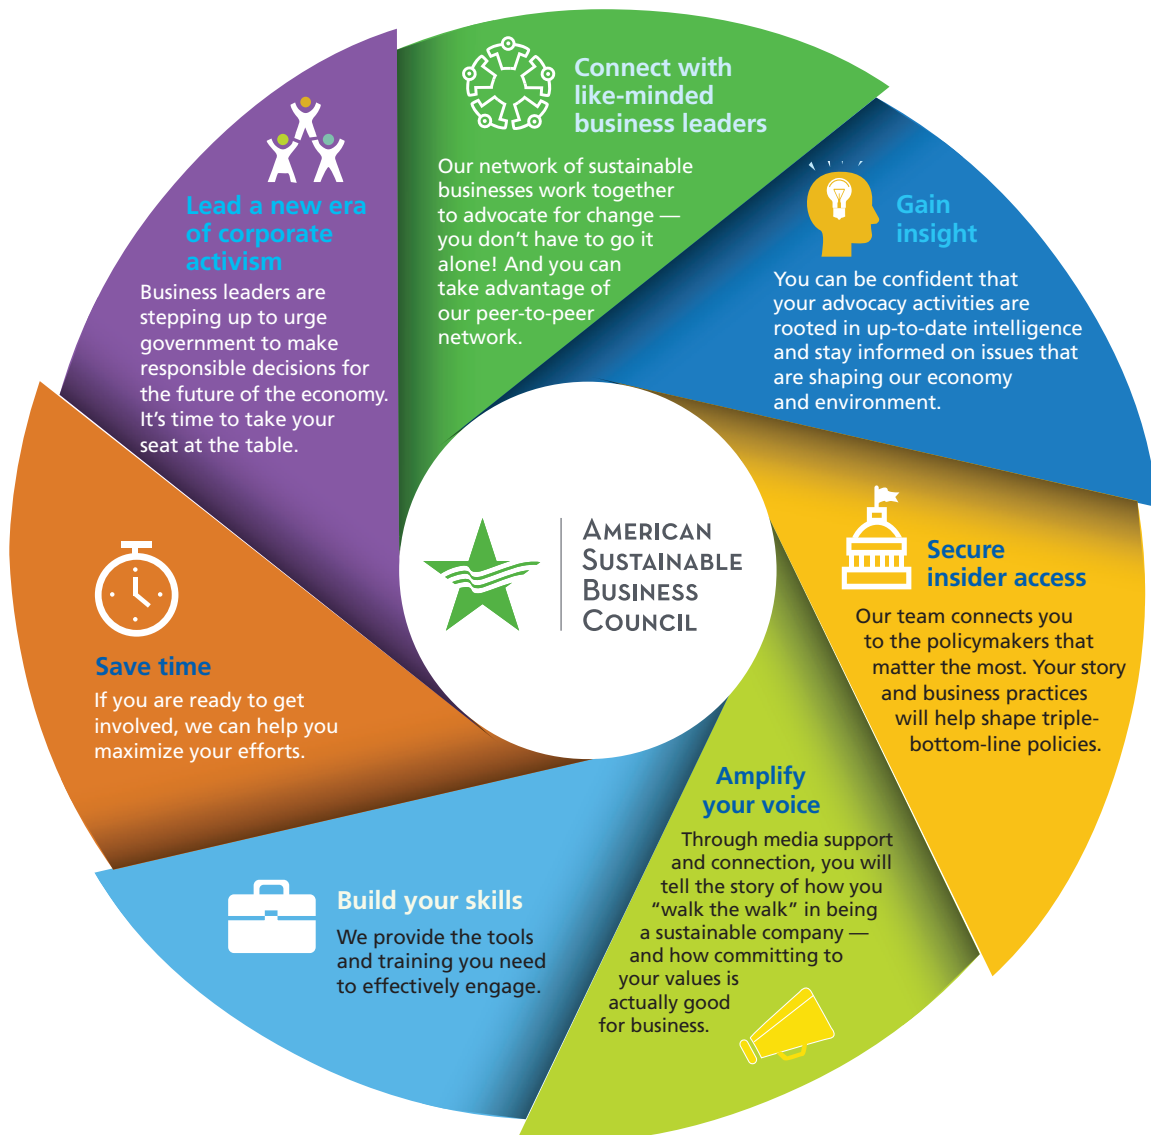 Connect with
like-minded
business leaders
Our network of sustainable
businesses work together
to advocate for change —
you don’t have to go it
alone! And you can
take advantage of
our peer-to-peer
network.
Gain
insight
You can be confident that
your advocacy activities are
rooted in up-to-date intelligence
and stay informed on issues that
are shaping our economy
and environment.
Secure
insider access
Our team connects you
to the policymakers that
matter the most. Your story
and business practices
will help shape triple-
bottom-line policies.
Amplify
your voice
Through media support
and connection, you will
tell the story of how you
“walk the walk” in being
a sustainable company —
and how committing to
your values is
actually good
for business.
Build your skills
We provide the tools
and training you need
to effectively engage.
Save time
If you are ready to get
involved, we can help you
maximize your efforts.
Lead a new era
of corporate
activism
Business leaders are
stepping up to urge
government to make
responsible decisions for
the future of the economy.
It’s time to take your
seat at the table.
AMERICAN
SUSTAINABLE
BUSINESS
COUNCIL